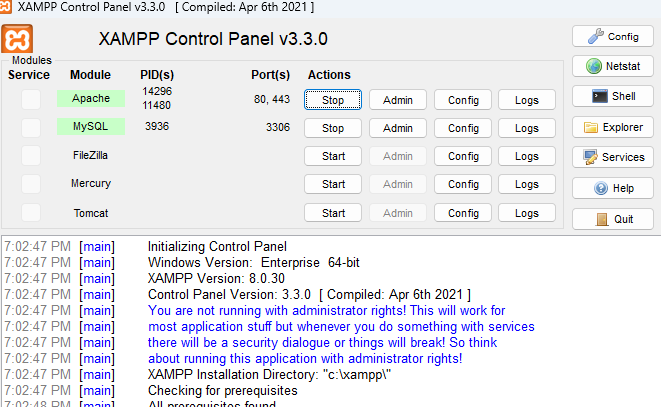 XAMPP Control Panel v3.3.0 [ Compiled: Apr 6th 2021 ]
XAMPP Control Panel v3.3.0
Config
Modules
Service Module PID(s) Port(s) Actions
Netstat
Apache 14296 11480 80, 443 Stop Admin Config Logs
Shell
MySQL 3936 3306 Stop Admin Config Logs
Explorer
FileZilla Start Admin Config Logs
Services
Mercury Start Admin Config Logs
Help
Tomcat Start Admin Config Logs
Quit
7:02:47 PM [main] Initializing Control Panel
7:02:47 PM [main] Windows Version: Enterprise 64-bit
7:02:47 PM [main] XAMPP Version: 8.0.30
7:02:47 PM [main] Control Panel Version: 3.3.0 [ Compiled: Apr 6th 2021 ]
7:02:47 PM [main] You are not running with administrator rights! This will work for
7:02:47 PM [main] most application stuff but whenever you do something with services
7:02:47 PM [main] there will be a security dialogue or things will break! So think
7:02:47 PM [main] about running this application with administrator rights!
7:02:47 PM [main] XAMPP Installation Directory: "c:\xampp\"
7:02:47 PM [main] Checking for prerequisites
7:02:48 PM [main] All prerequisites found